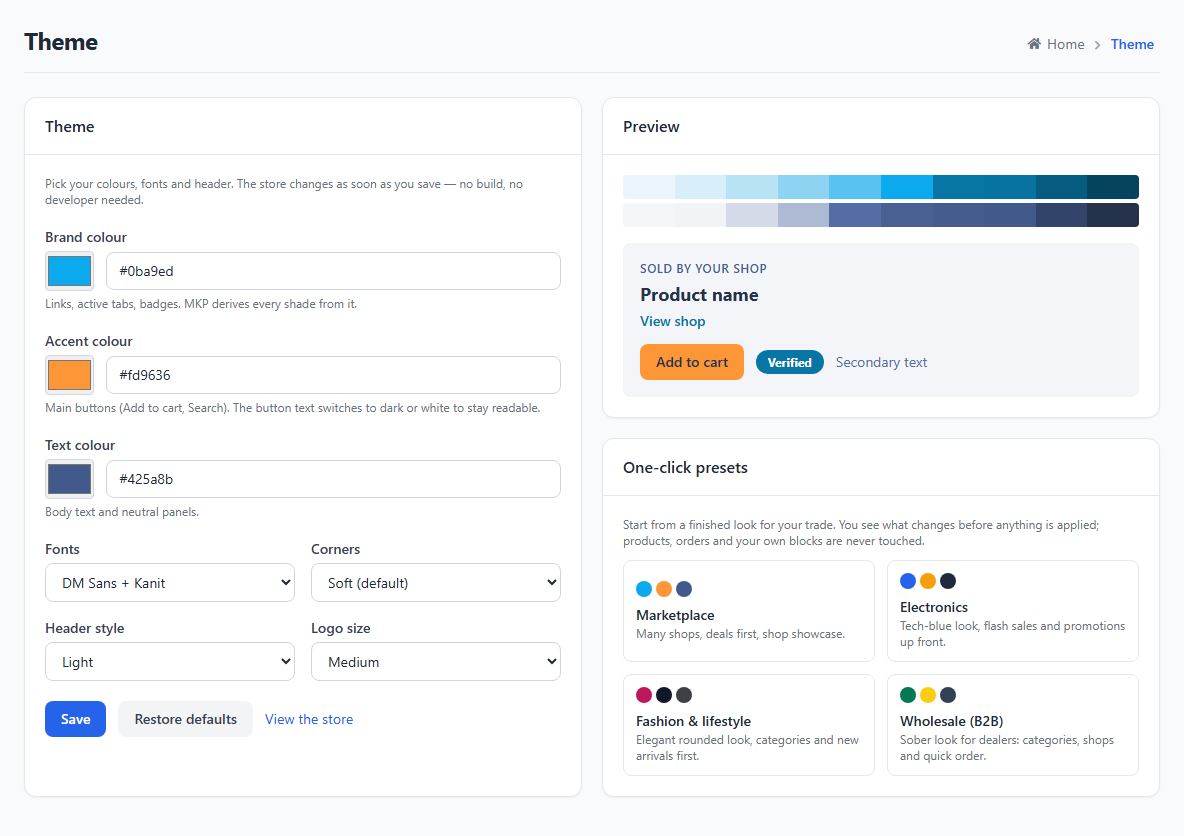 Theme
Home
Theme
Theme
Pick your colours, fonts and header. The store changes as soon as you save — no build, no
developer needed.
Brand colour
#0ba9ed
Links, active tabs, badges. MKP derives every shade from it.
Accent colour
#fd9636
Main buttons (Add to cart, Search). The button text switches to dark or white to stay readable.
Text colour
#425a8b
Body text and neutral panels.
Fonts
Corners
DM Sans + Kanit
Soft (default)
Header style
Logo size
Light
Medium
Save
Restore defaults
View the store
Preview
SOLD BY YOUR SHOP
Product name
View shop
Add to cart
Verified
Secondary text
One-click presets
Start from a finished look for your trade. You see what changes before anything is applied;
products, orders and your own blocks are never touched.
Marketplace
Many shops, deals first, shop showcase.
Electronics
Tech-blue look, flash sales and promotions
up front.
Fashion & lifestyle
Elegant rounded look, categories and new
arrivals first.
Wholesale (B2B)
Sober look for dealers: categories, shops
and quick order.